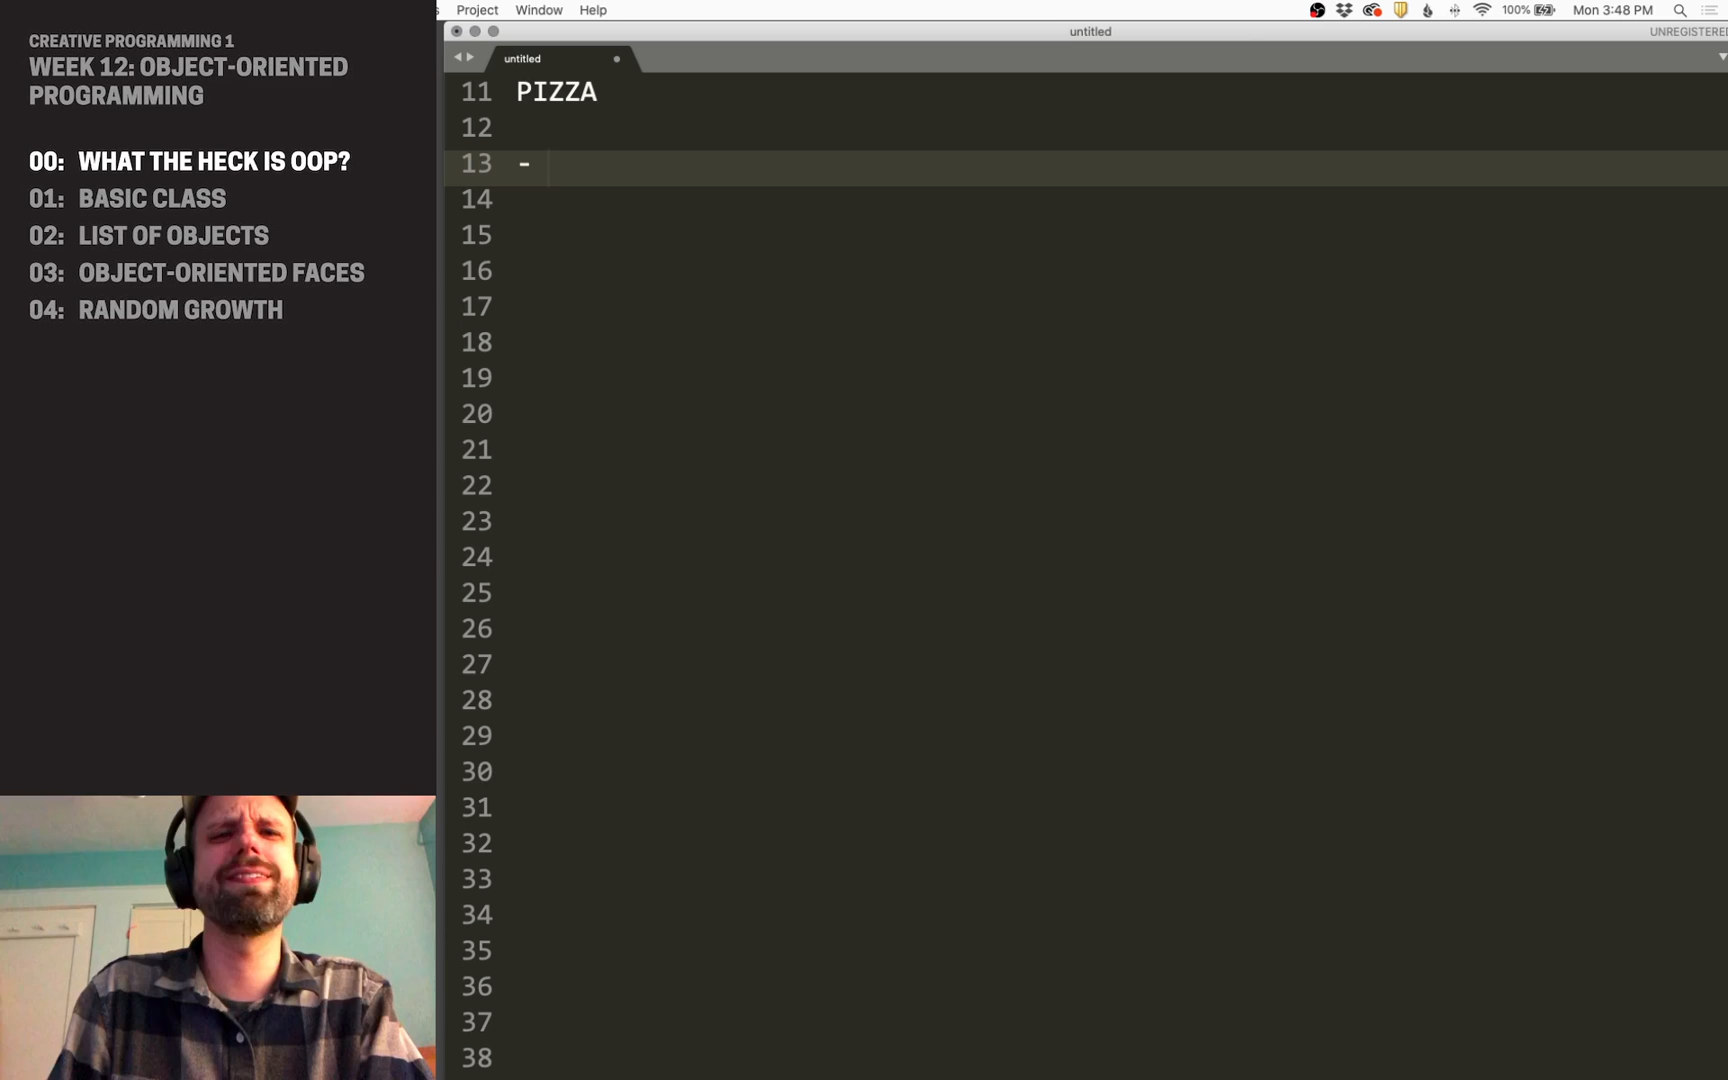 CREATIVE PROGRAMMING 1
WEEK 12: OBJECT-ORIENTED
PROGRAMMING
00: WHAT THE HECK IS OOP?
01: BASIC CLASS
02: LIST OF OBJECTS
03: OBJECT-ORIENTED FACES
04: RANDOM GROWTH
s Project Window Help
100% Mon 3:48 PM
untitled
UNREGISTERED
untitled
11 PIZZA
12
13 -
14
15
16
17
18
19
20
21
22
23
24
25
26
27
28
29
30
31
32
33
34
35
36
37
38